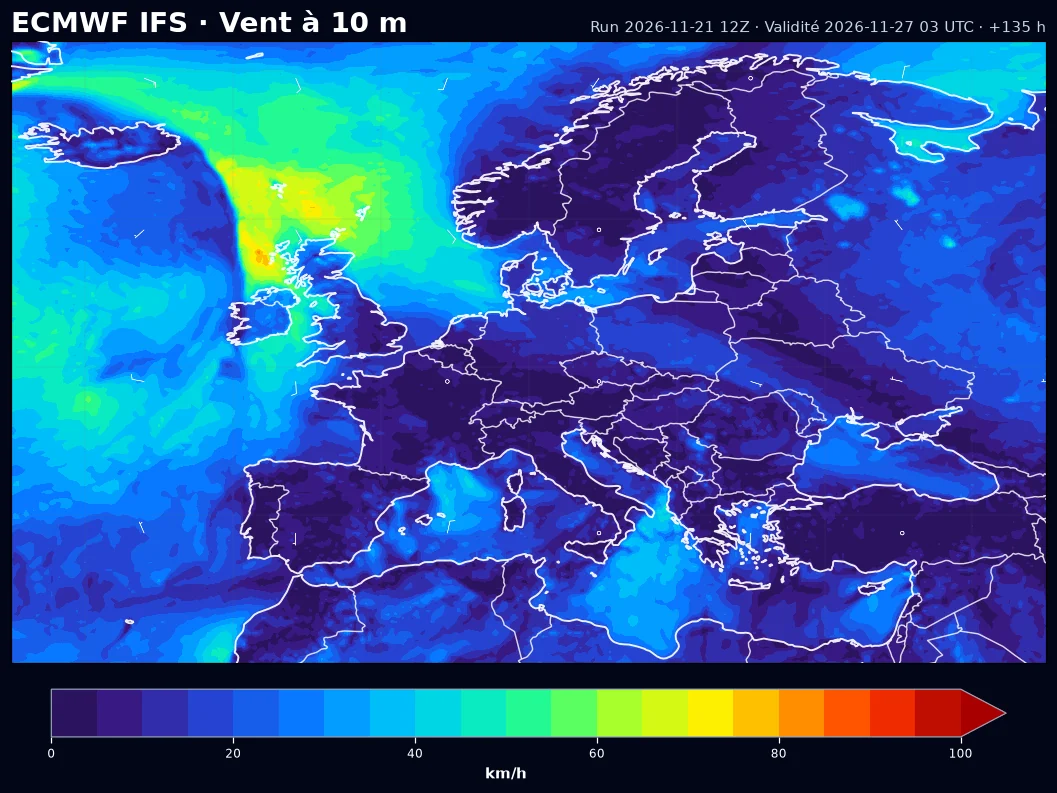 ECMWF IFS · Vent à 10 m
Run 2026-11-21 12Z · Validité 2026-11-27 03 UTC · +135 h
0 20 40 60 80 100
km/h